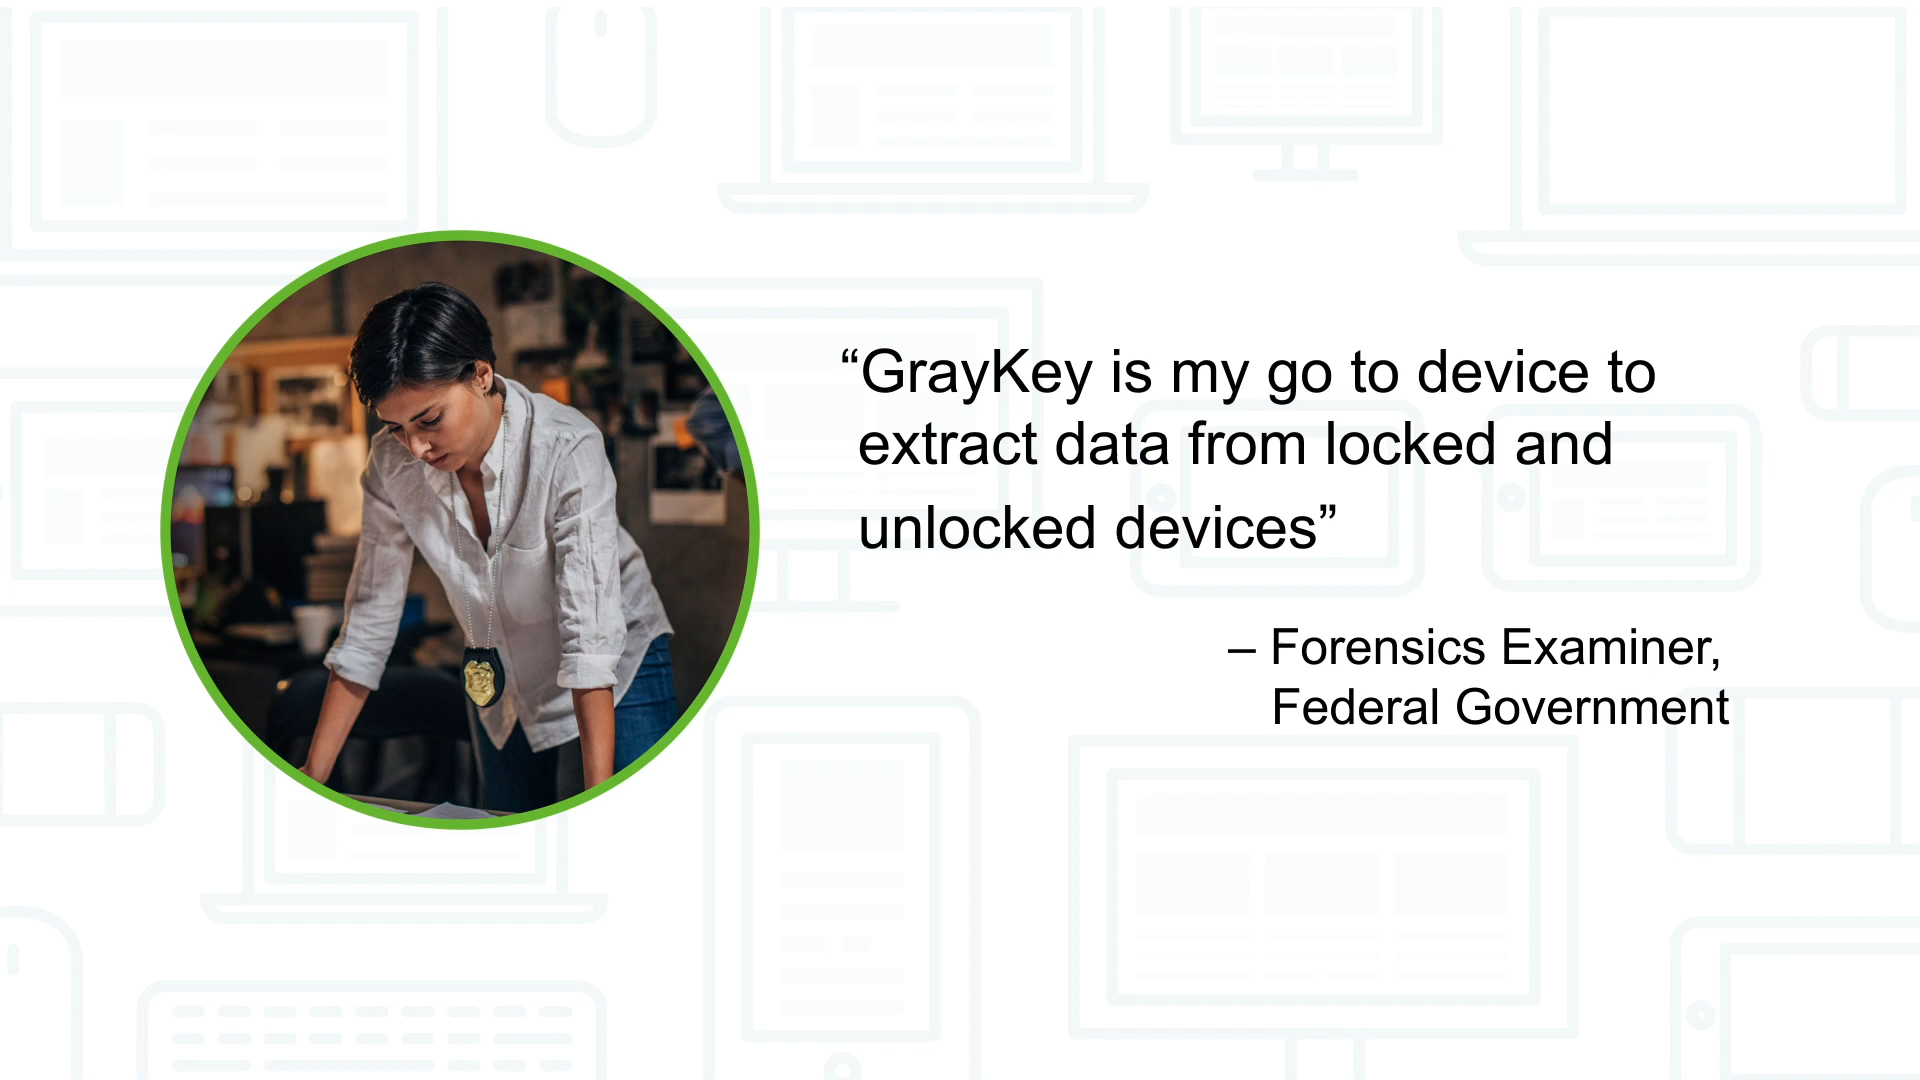 “GrayKey is my go to device to
extract data from locked and
unlocked devices”
– Forensics Examiner,
Federal Government